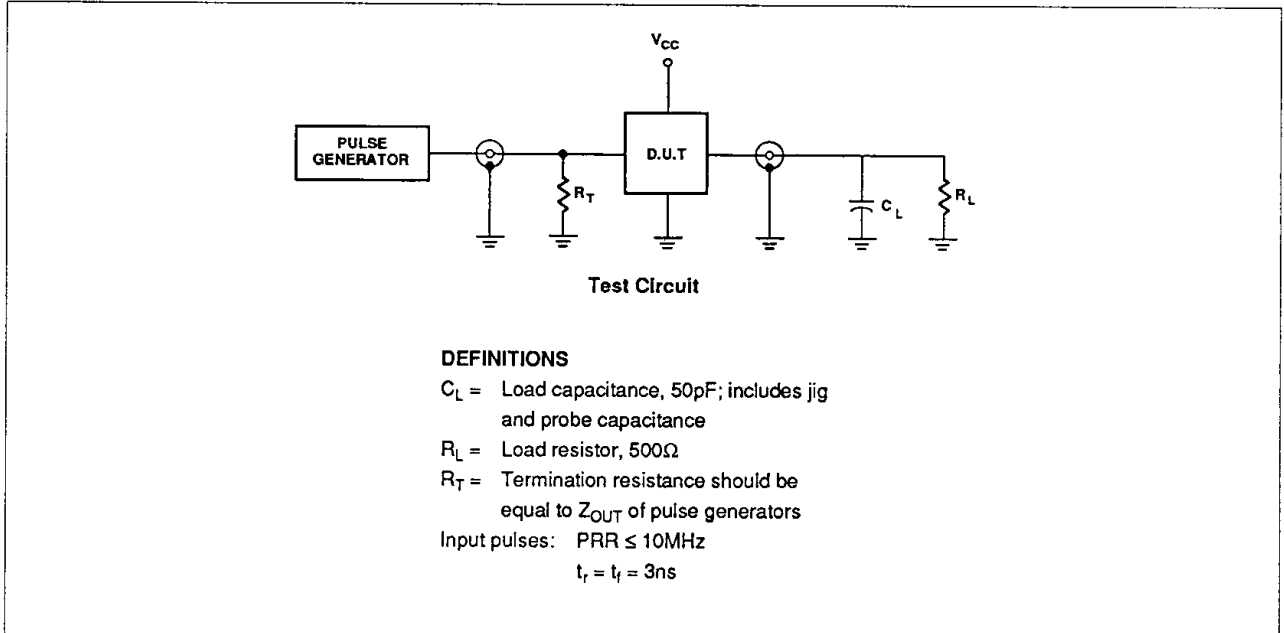 V_CC
PULSE
GENERATOR
D.U.T
R_T
C_L
R_L
Test Circuit
DEFINITIONS
C_L = Load capacitance, 50pF; includes jig
and probe capacitance
R_L = Load resistor, 500Ω
R_T = Termination resistance should be
equal to Z_OUT of pulse generators
Input pulses: PRR ≤ 10MHz
t_r = t_f = 3ns